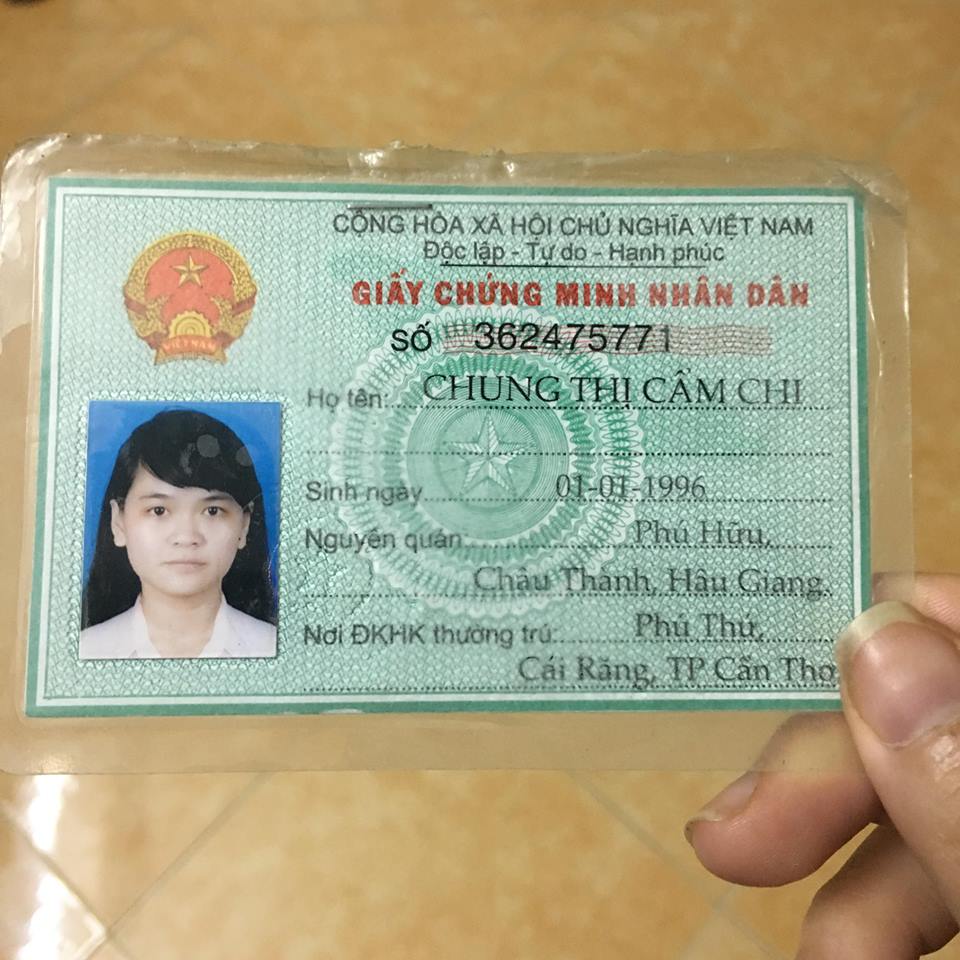 CỘNG HÒA XÃ HỘI CHỦ NGHĨA VIỆT NAM
Độc lập - Tự do - Hạnh phúc
GIẤY CHỨNG MINH NHÂN DÂN
SỐ 362475771
VIỆT NAM
Họ tên: CHUNG THỊ CẨM CHI
Sinh ngày 01-01-1996
Nguyên quán: Phú Hữu,
Châu Thành, Hậu Giang
Nơi ĐKHK thường trú: Phú Thứ,
Cái Răng, TP Cần Thơ